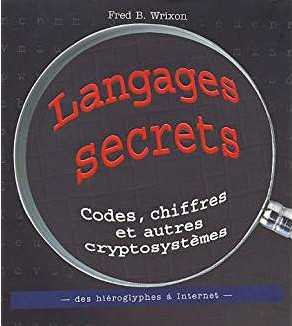 Fred B. Wrixon
Langages
secrets
Codes, chiffres
et autres
cryptosystèmes
— des hiéroglyphes à Internet —